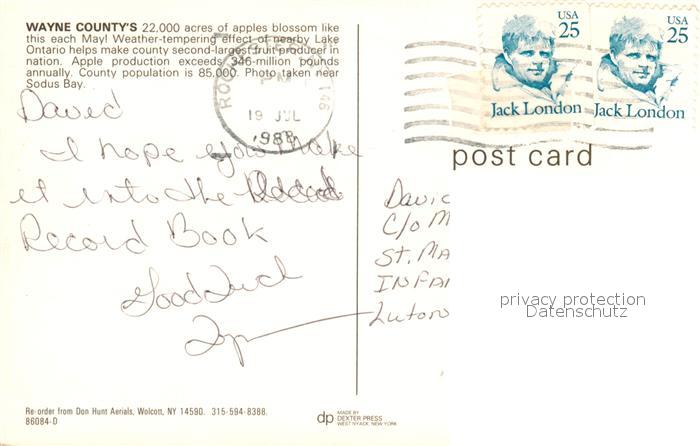 WAYNE COUNTY'S 22,000 acres of apples blossom like
this each May! Weather-tempering effect of nearby Lake
Ontario helps make county second-largest fruit producer in
nation. Apple production exceeds 346-million pounds
annually. County population is 85,000. Photo taken near
Sodus Bay.
19 JUL
1988
USA
25
Jack London
USA
25
Jack London
post card
David
I hope you make
it into the
Record Book
Good Luck
Davic
C/O M
St. MA
INFAN
Luton
privacy protection
Datenschutz
Re-order from Don Hunt Aerials, Wolcott, NY 14590. 315-594-8388.
86084-D
dp
MADE BY
DEXTER PRESS
WEST NYACK, NEW YORK